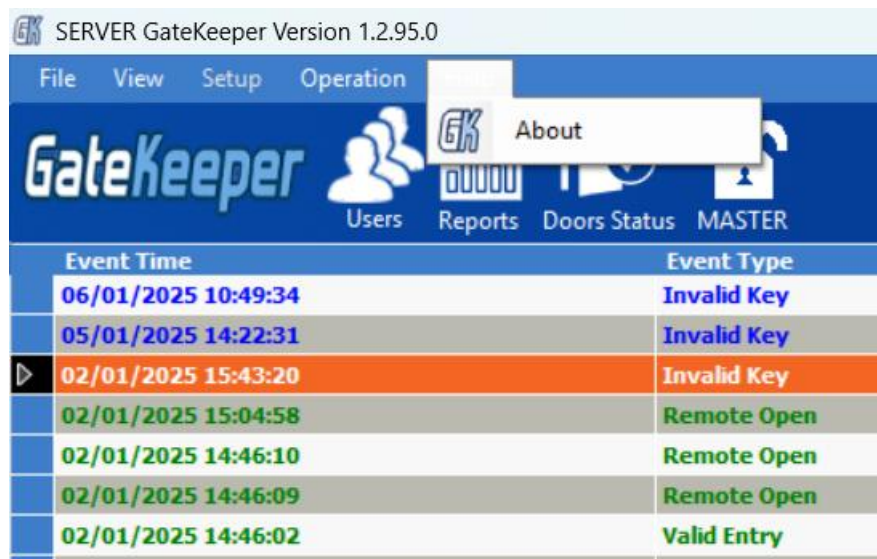 GK SERVER GateKeeper Version 1.2.95.0
File View Setup Operation
GK About
GateKeeper
Users Reports Doors Status MASTER
Event Time Event Type
06/01/2025 10:49:34 Invalid Key
05/01/2025 14:22:31 Invalid Key
02/01/2025 15:43:20 Invalid Key
02/01/2025 15:04:58 Remote Open
02/01/2025 14:46:10 Remote Open
02/01/2025 14:46:09 Remote Open
02/01/2025 14:46:02 Valid Entry